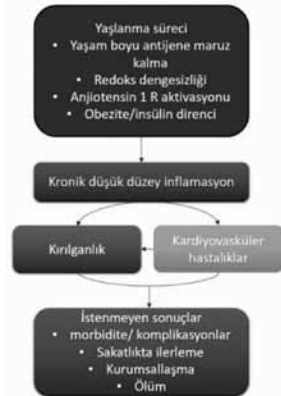 Yaşlanma süreci
• Yaşam boyu antijene maruz
kalma
• Redoks dengesizliği
• Anjiotensin 1 R aktivasyonu
• Obezite/insülin direnci
Kronik düşük düzey inflamasyon
Kırılganlık
Kardiyovasküler
hastalıklar
İstenmeyen sonuçlar
• morbidite/ komplikasyonlar
• Sakatlıkta ilerleme
• Kurumsallaşma
• Ölüm